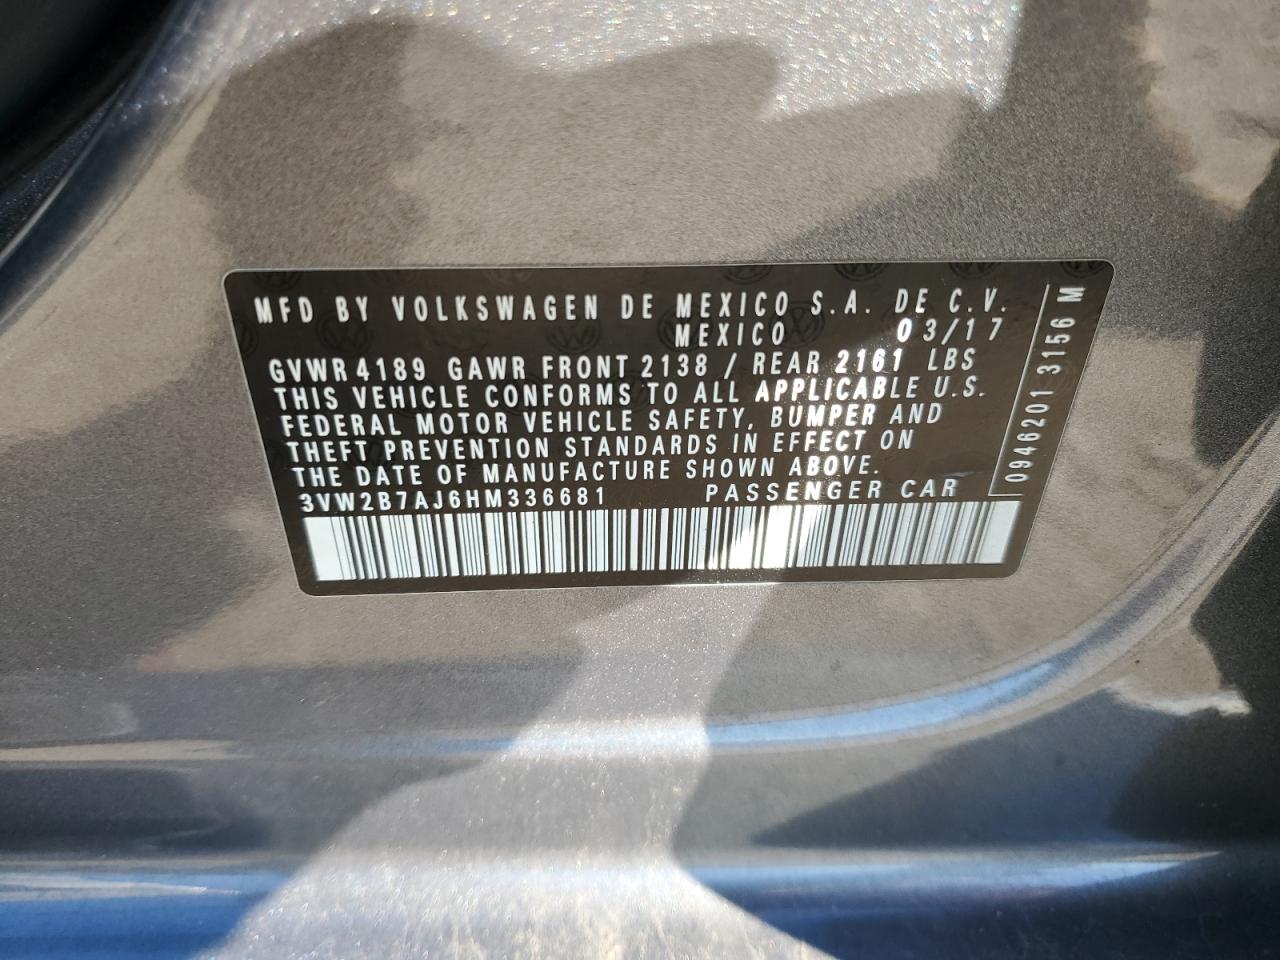 MFD BY VOLKSWAGEN DE MEXICO S.A. DE C.V.
MEXICO 03/17
GVWR 4189 GAWR FRONT 2138 / REAR 2161 LBS
THIS VEHICLE CONFORMS TO ALL APPLICABLE U.S.
FEDERAL MOTOR VEHICLE SAFETY, BUMPER AND
THEFT PREVENTION STANDARDS IN EFFECT ON
THE DATE OF MANUFACTURE SHOWN ABOVE.
3VW2B7AJ6HM336681 PASSENGER CAR
0946201 3156 M